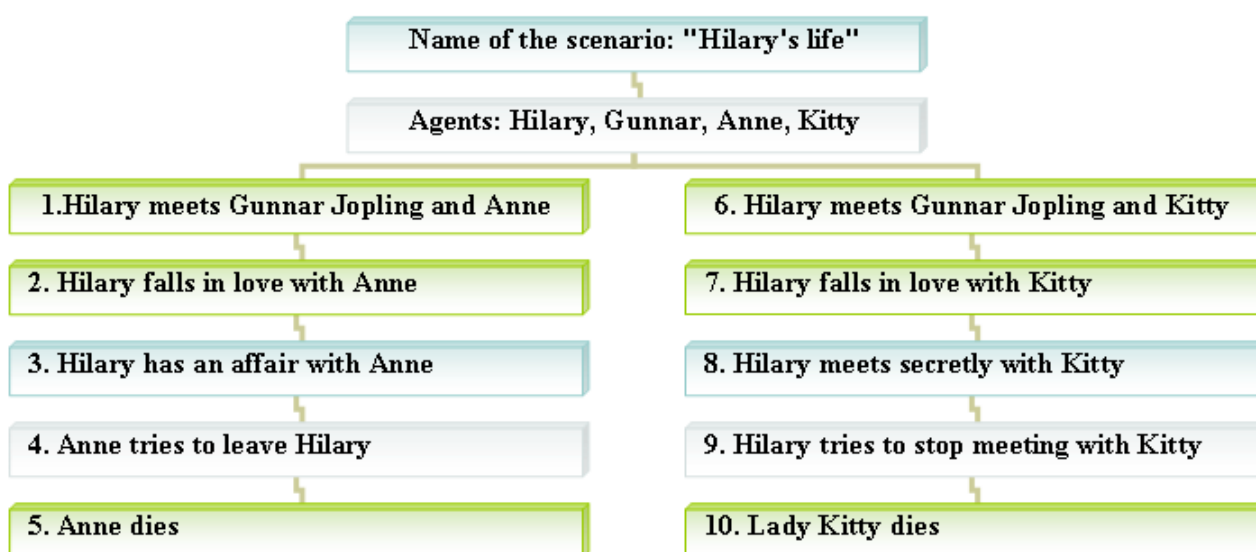 Name of the scenario: "Hilary's life"
Agents: Hilary, Gunnar, Anne, Kitty
1.Hilary meets Gunnar Jopling and Anne
2. Hilary falls in love with Anne
3. Hilary has an affair with Anne
4. Anne tries to leave Hilary
5. Anne dies
6. Hilary meets Gunnar Jopling and Kitty
7. Hilary falls in love with Kitty
8. Hilary meets secretly with Kitty
9. Hilary tries to stop meeting with Kitty
10. Lady Kitty dies